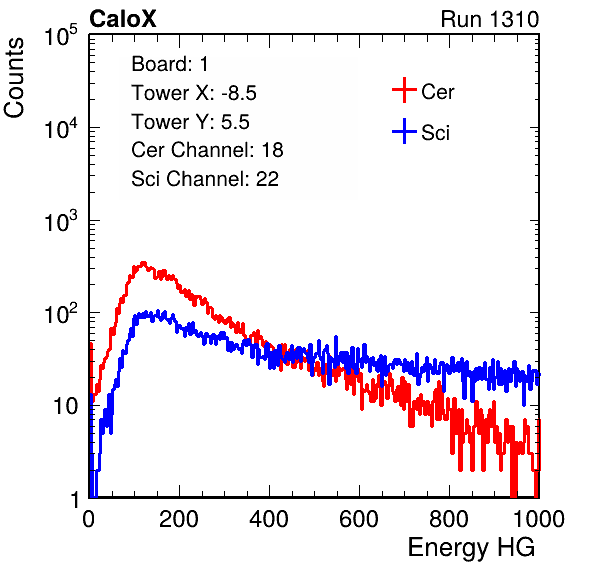 CaloX Run 1310
Counts
10^5
10^4
10^3
10^2
10
1
Board: 1
Tower X: -8.5
Tower Y: 5.5
Cer Channel: 18
Sci Channel: 22
Cer
Sci
0 200 400 600 800 1000
Energy HG